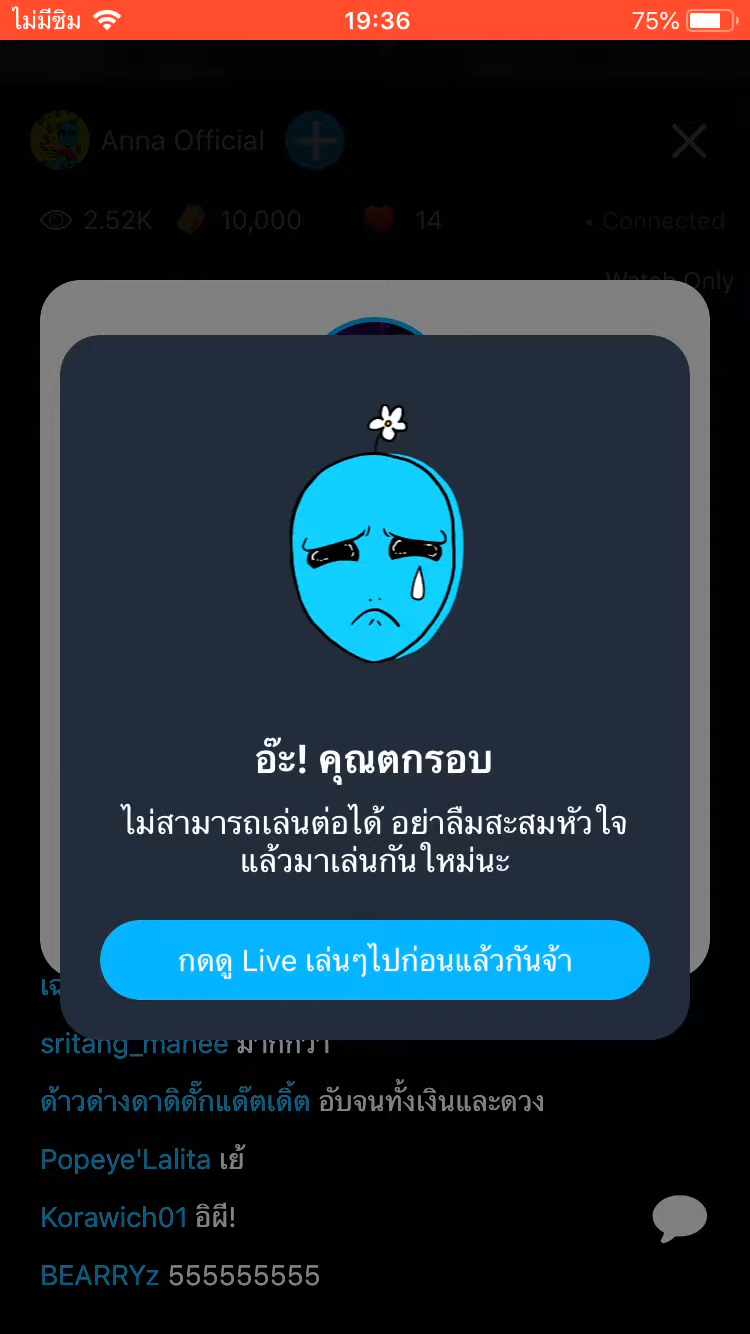 ไม่มีซิม 19:36 75%
Anna Official
2.52K 10,000 14 • Connected
Watch Only
อ๊ะ! คุณตกรอบ
ไม่สามารถเล่นต่อได้ อย่าลืมสะสมหัวใจ
แล้วมาเล่นกันใหม่นะ
กดดู Live เล่นๆไปก่อนแล้วกันจ้า
sritang_manee มากกว่า
ด้าวด่างดาดิดั๊กแด๊ตเดิ้ต อับจนทั้งเงินและดวง
Popeye'Lalita เย้
Korawich01 อิผี!
BEARRYz 555555555